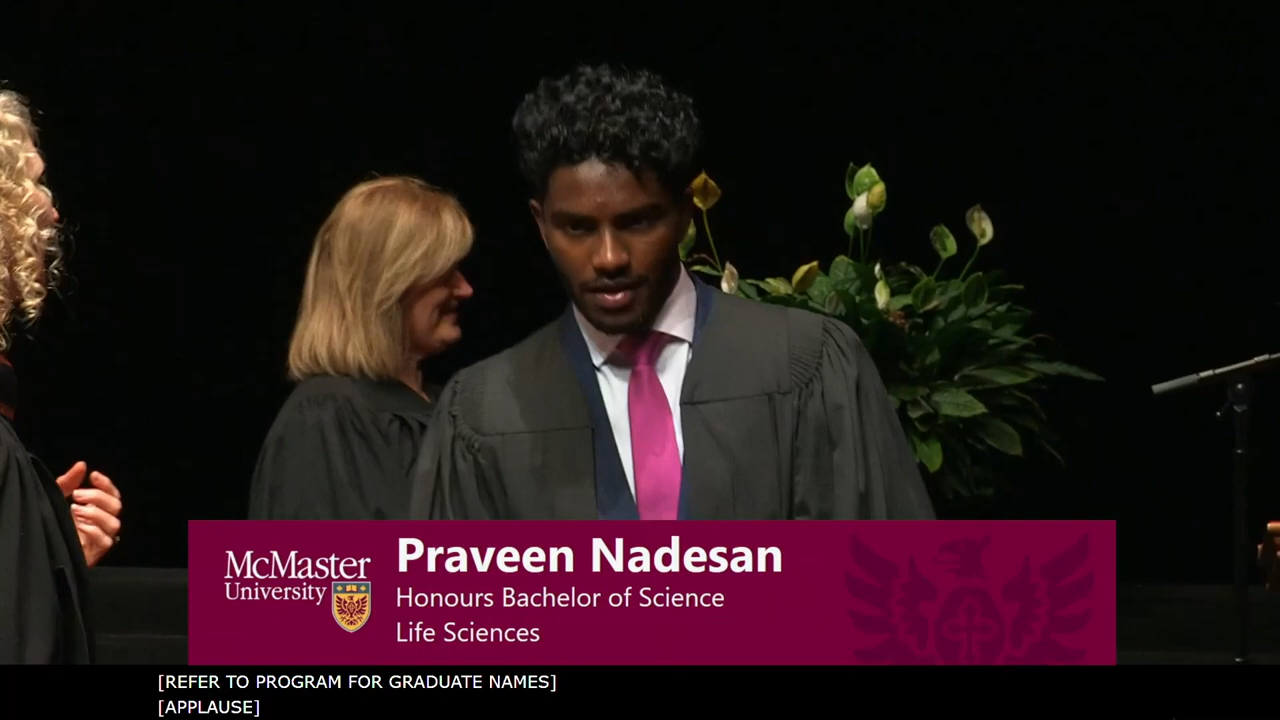 McMaster
University
Praveen Nadesan
Honours Bachelor of Science
Life Sciences
[REFER TO PROGRAM FOR GRADUATE NAMES]
[APPLAUSE]